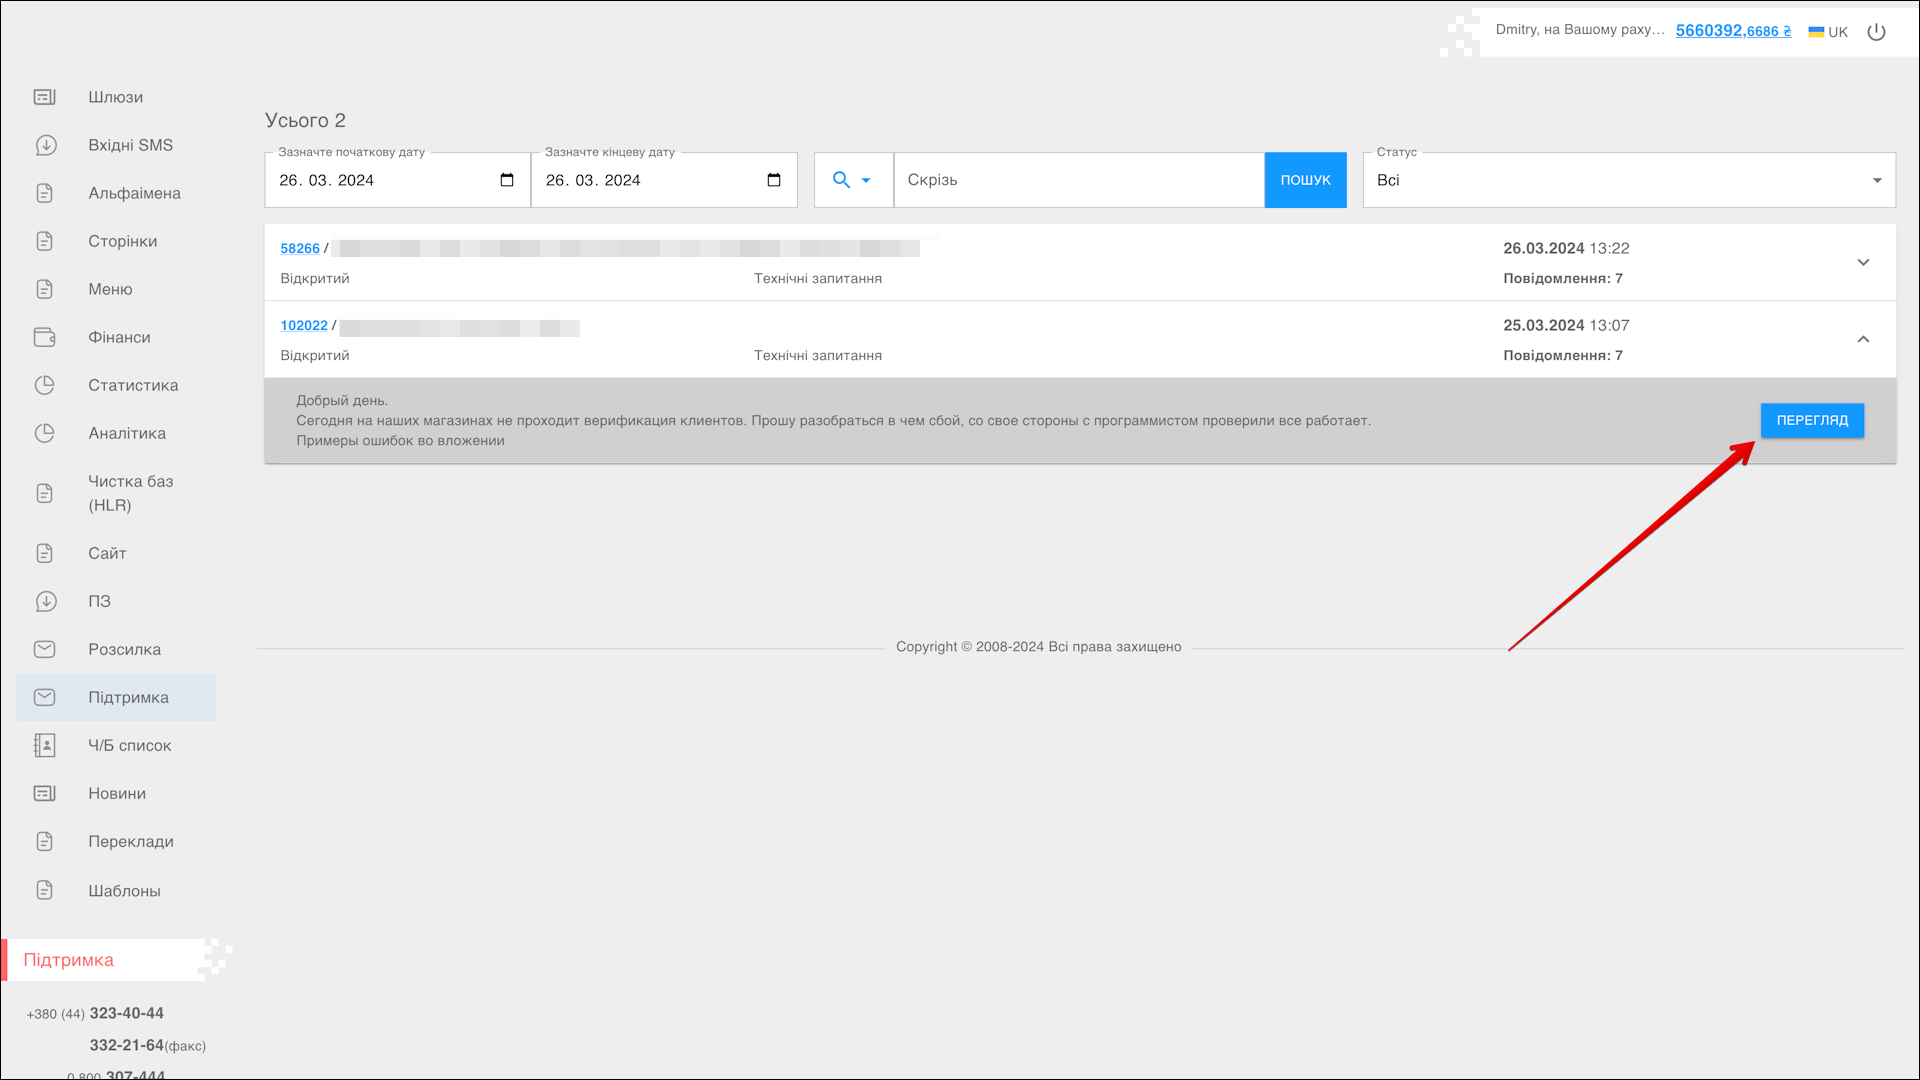 Dmitry, на Вашому раху… 5660392,6686 ₴ UK
Шлюзи
Вхідні SMS
Альфаімена
Сторінки
Меню
Фінанси
Статистика
Аналітика
Чистка баз
(HLR)
Сайт
ПЗ
Розсилка
Підтримка
Ч/Б список
Новини
Переклади
Шаблоны
Підтримка
+380 (44) 323-40-44
332-21-64(факс)
0 800 307-444
Усього 2
Зазначте початкову дату
26. 03. 2024
Зазначте кінцеву дату
26. 03. 2024
Скрізь
ПОШУК
Статус
Всі
58266 /
26.03.2024 13:22
Відкритий
Технічні запитання
Повідомлення: 7
102022 /
25.03.2024 13:07
Відкритий
Технічні запитання
Повідомлення: 7
Добрый день.
Сегодня на наших магазинах не проходит верификация клиентов. Прошу разобраться в чем сбой, со свое стороны с программистом проверили все работает.
Примеры ошибок во вложении
ПЕРЕГЛЯД
Copyright © 2008-2024 Всі права захищено